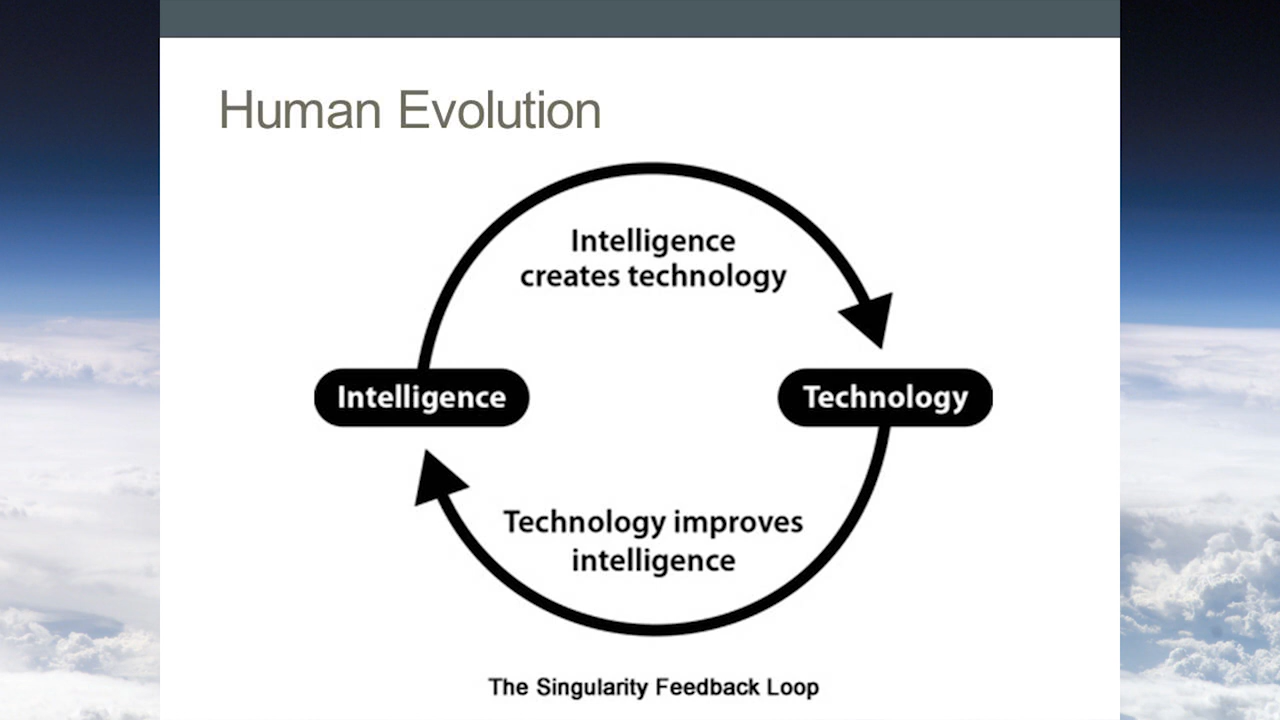 Human Evolution
Intelligence
creates technology
Intelligence
Technology
Technology improves
intelligence
The Singularity Feedback Loop